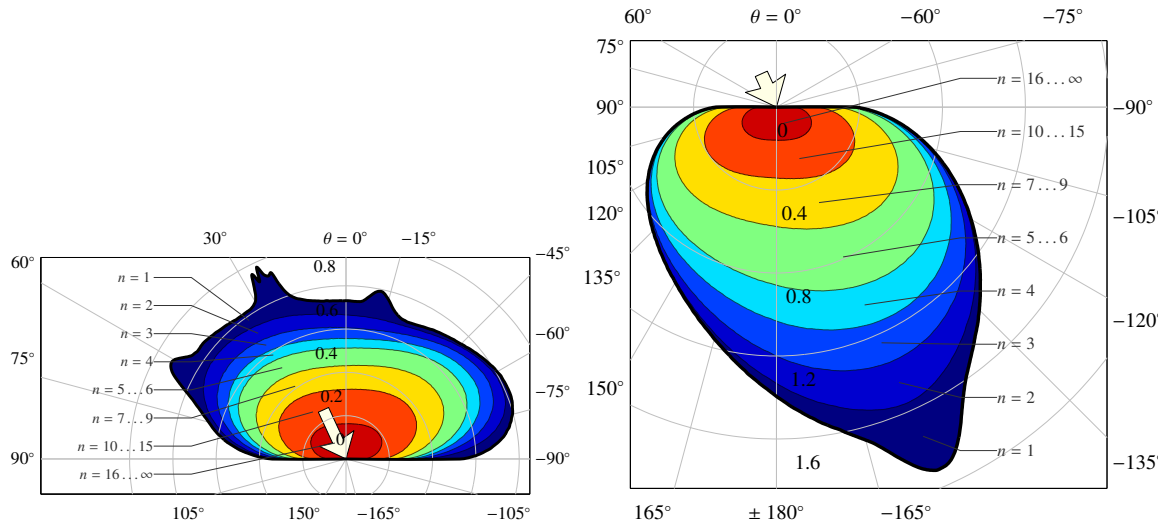 30° θ = 0° −15°
60° 0.8 −45°
n = 1
n = 2
0.6
n = 3
−60°
75° n = 4 0.4
n = 5…6 −75°
0.2
n = 7…9
n = 10…15 0
90° −90°
n = 16…∞
105° 150° −165° −105°
60° θ = 0° −60° −75°
75°
n = 16…∞
90° −90°
0 n = 10…15
105°
n = 7…9
120° 0.4 −105°
n = 5…6
135° 0.8 n = 4
−120°
n = 3
150° 1.2
n = 2
n = 1
1.6 −135°
165° ± 180° −165°